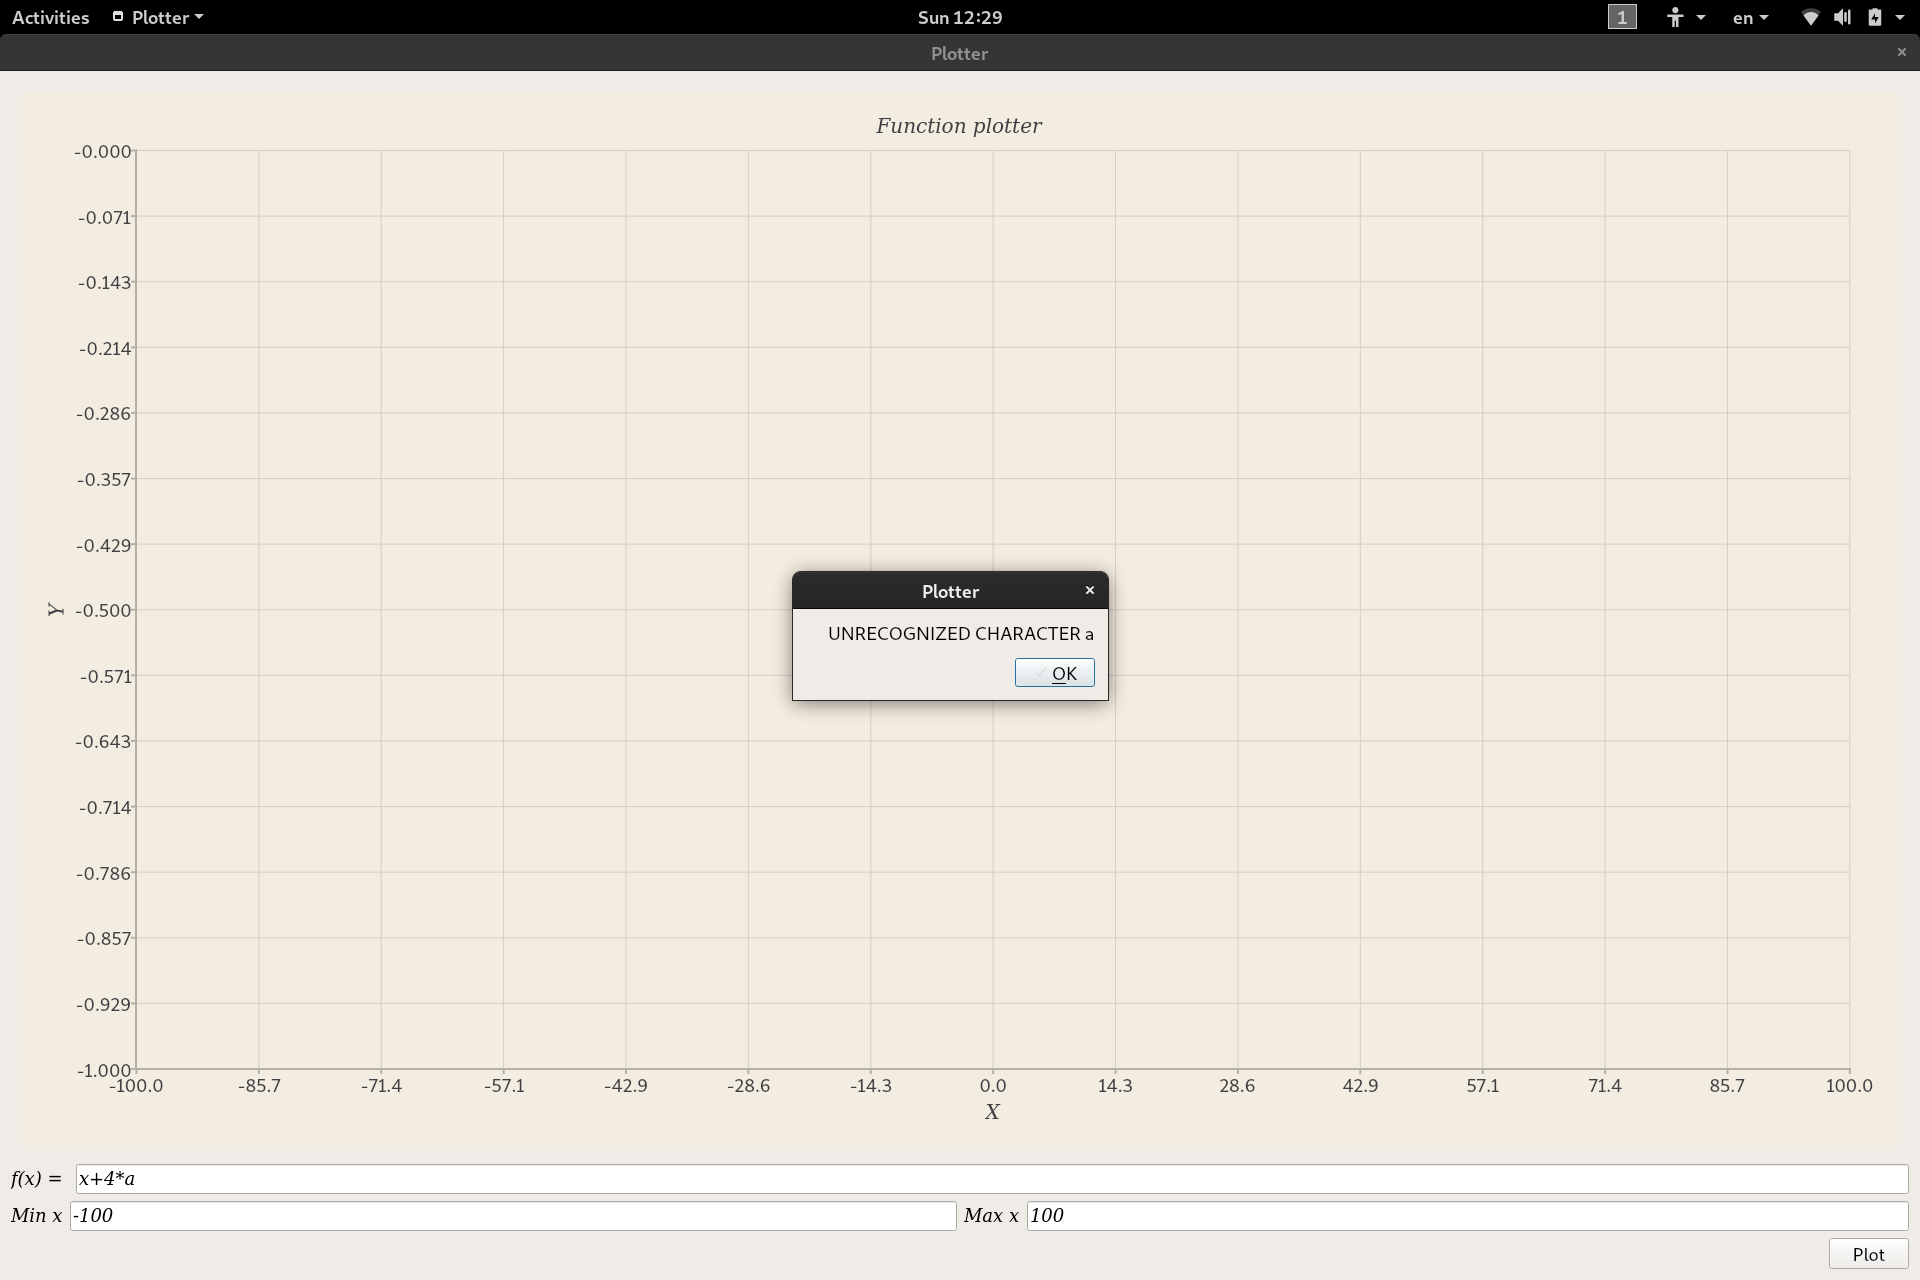 Activities Plotter Sun 12:29 1 en
Plotter
Function plotter
-0.000
-0.071
-0.143
-0.214
-0.286
-0.357
-0.429
-0.500
-0.571
-0.643
-0.714
-0.786
-0.857
-0.929
-1.000
Y
Plotter
UNRECOGNIZED CHARACTER a
OK
-100.0 -85.7 -71.4 -57.1 -42.9 -28.6 -14.3 0.0 14.3 28.6 42.9 57.1 71.4 85.7 100.0
X
f(x) = x+4*a
Min x -100 Max x 100
Plot